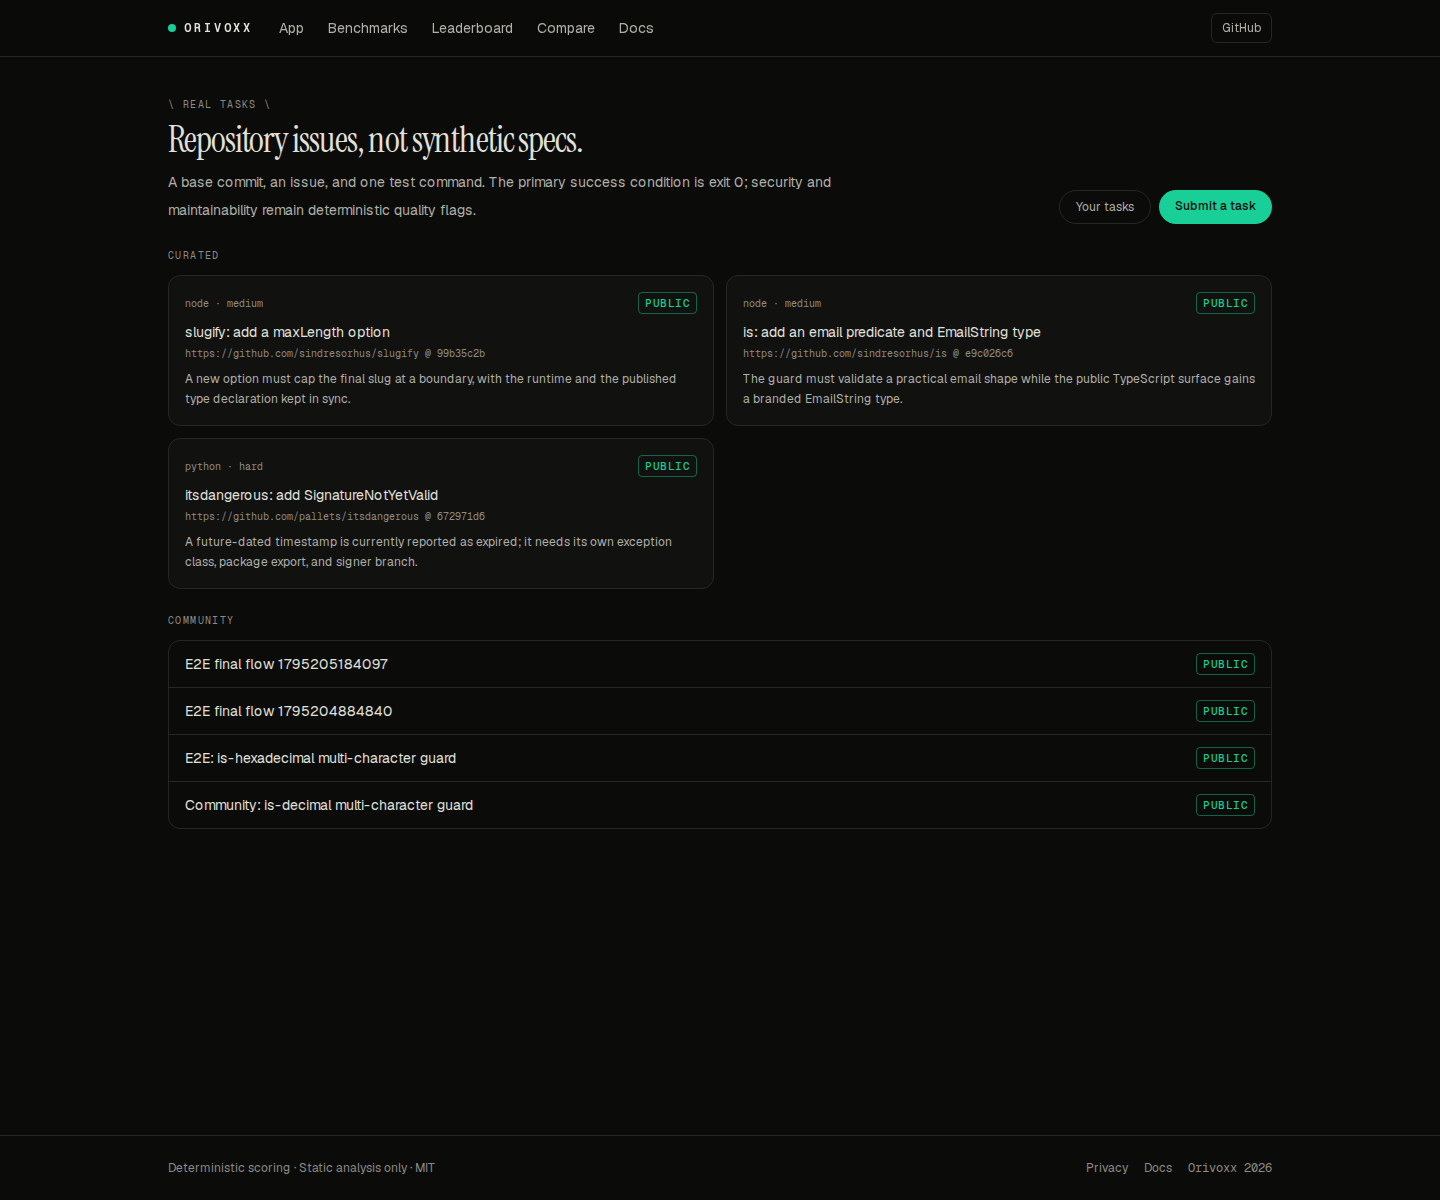 ORIVOXX App Benchmarks Leaderboard Compare Docs GitHub
\ REAL TASKS \
Repository issues, not synthetic specs.
A base commit, an issue, and one test command. The primary success condition is exit 0; security and
maintainability remain deterministic quality flags.
Your tasks Submit a task
CURATED
node · medium PUBLIC
slugify: add a maxLength option
https://github.com/sindresorhus/slugify @ 99b35c2b
A new option must cap the final slug at a boundary, with the runtime and the published
type declaration kept in sync.
node · medium PUBLIC
is: add an email predicate and EmailString type
https://github.com/sindresorhus/is @ e9c026c6
The guard must validate a practical email shape while the public TypeScript surface gains
a branded EmailString type.
python · hard PUBLIC
itsdangerous: add SignatureNotYetValid
https://github.com/pallets/itsdangerous @ 672971d6
A future-dated timestamp is currently reported as expired; it needs its own exception
class, package export, and signer branch.
COMMUNITY
E2E final flow 1795205184097 PUBLIC
E2E final flow 1795204884840 PUBLIC
E2E: is-hexadecimal multi-character guard PUBLIC
Community: is-decimal multi-character guard PUBLIC
Deterministic scoring · Static analysis only · MIT Privacy Docs Orivoxx 2026